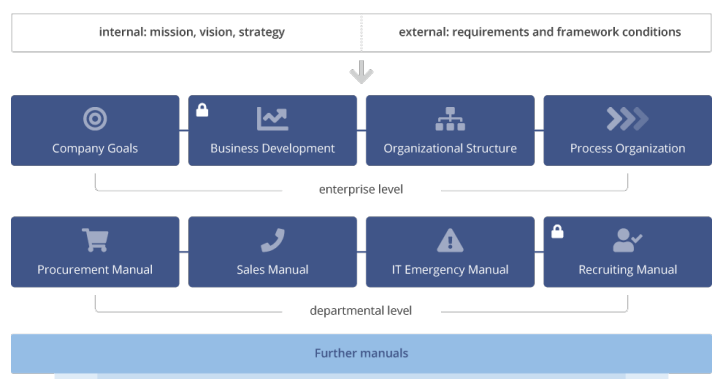 internal: mission, vision, strategy
external: requirements and framework conditions
Company Goals
Business Development
Organizational Structure
Process Organization
enterprise level
Procurement Manual
Sales Manual
IT Emergency Manual
Recruiting Manual
departmental level
Further manuals